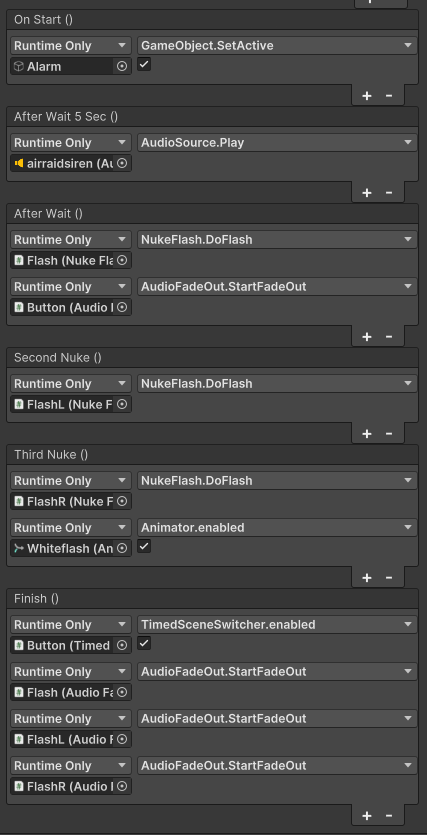 On Start ()
Runtime Only GameObject.SetActive
Alarm
+ -
After Wait 5 Sec ()
Runtime Only AudioSource.Play
airraidsiren (Au
+ -
After Wait ()
Runtime Only NukeFlash.DoFlash
Flash (Nuke Fla
Runtime Only AudioFadeOut.StartFadeOut
Button (Audio
+ -
Second Nuke ()
Runtime Only NukeFlash.DoFlash
FlashL (Nuke F
+ -
Third Nuke ()
Runtime Only NukeFlash.DoFlash
FlashR (Nuke F
Runtime Only Animator.enabled
Whiteflash (An
+ -
Finish ()
Runtime Only TimedSceneSwitcher.enabled
Button (Timed
Runtime Only AudioFadeOut.StartFadeOut
Flash (Audio Fa
Runtime Only AudioFadeOut.StartFadeOut
FlashL (Audio F
Runtime Only AudioFadeOut.StartFadeOut
FlashR (Audio
+ -